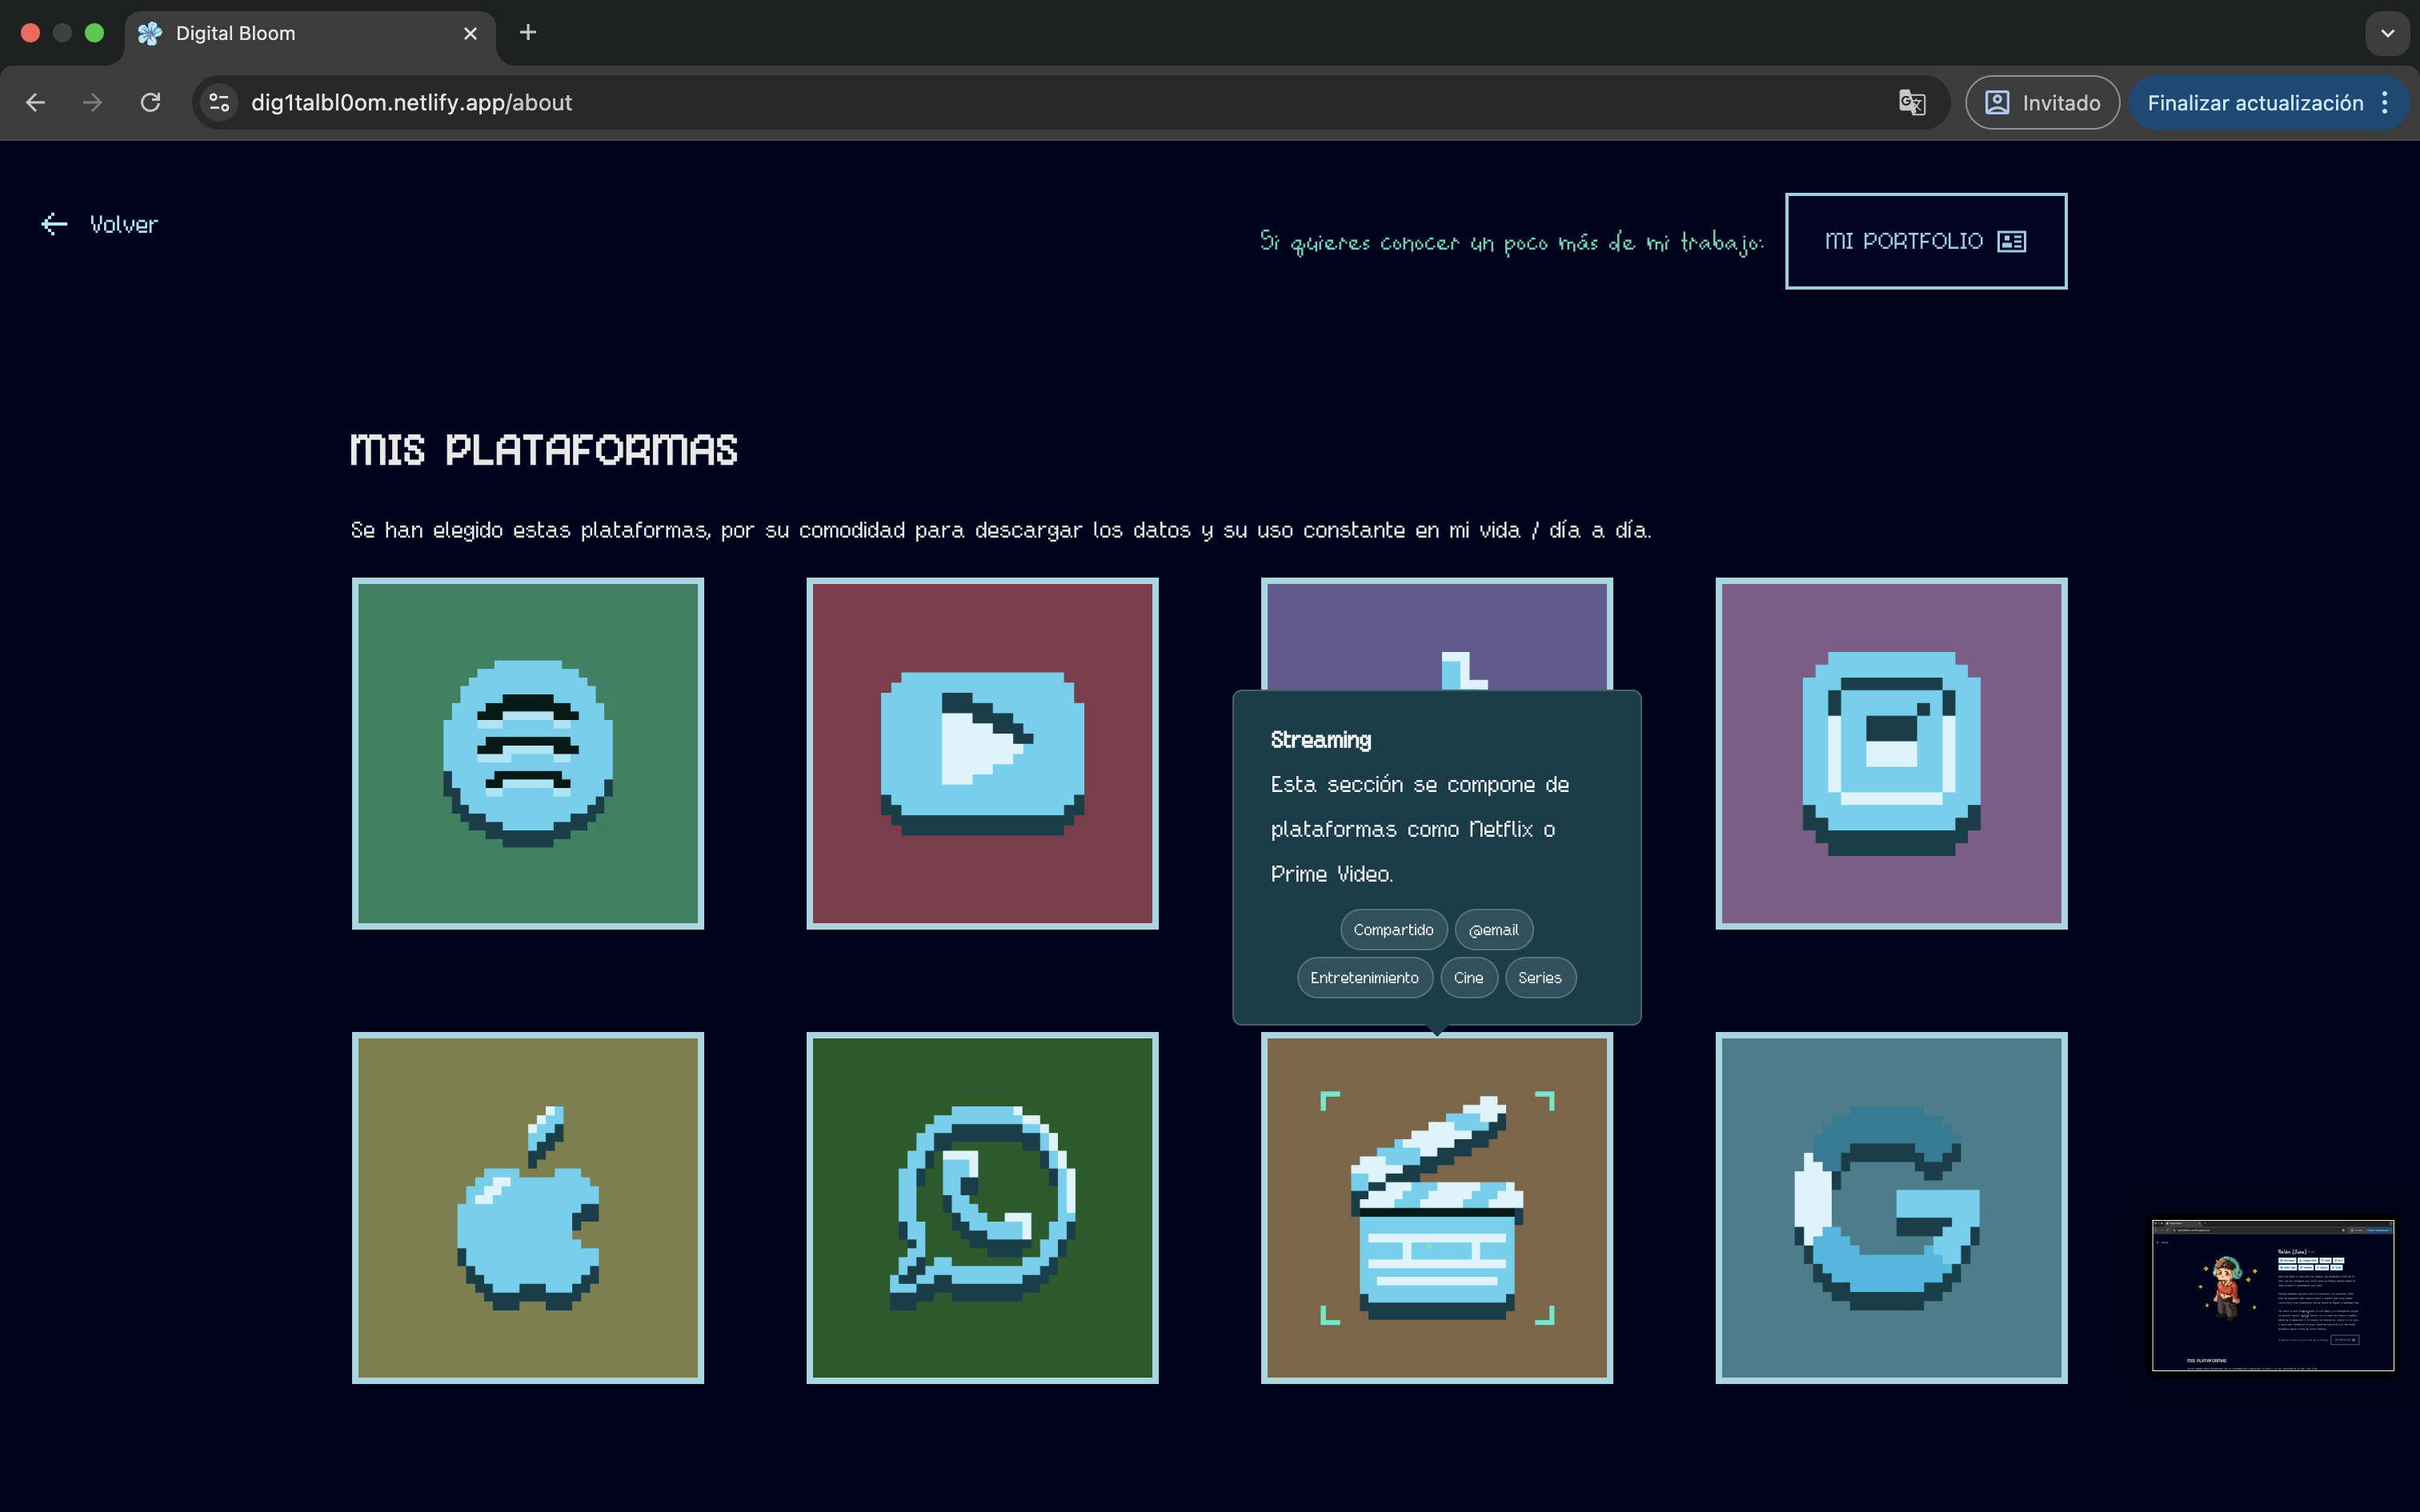 Digital Bloom
dig1talbl0om.netlify.app/about
Invitado
Finalizar actualización
Volver
Si quieres conocer un poco más de mi trabajo:
MI PORTFOLIO
MIS PLATAFORMAS
Se han elegido estas plataformas, por su comodidad para descargar los datos y su uso constante en mi vida / día a día.
Streaming
Esta sección se compone de
plataformas como Netflix o
Prime Video.
Compartido
@email
Entretenimiento
Cine
Series
MIS PLATAFORMAS